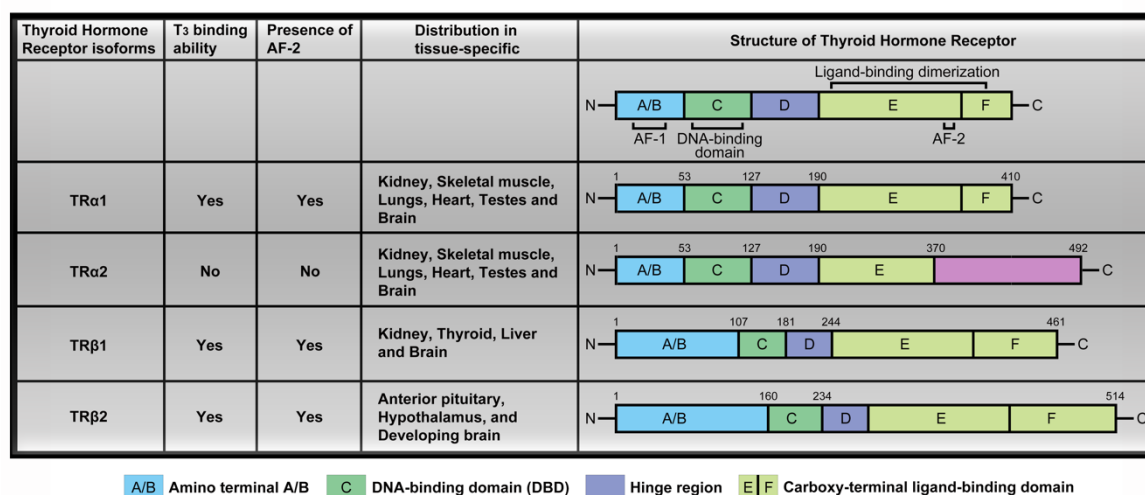 Thyroid Hormone
Receptor isoforms
T₃ binding
ability
Presence of
AF-2
Distribution in
tissue-specific
Structure of Thyroid Hormone Receptor
Ligand-binding dimerization
N A/B C D E F C
AF-1
DNA-binding
domain
AF-2
TRα1
Yes
Yes
Kidney, Skeletal muscle,
Lungs, Heart, Testes and
Brain
1 53 127 190 410
N A/B C D E F C
TRα2
No
No
Kidney, Skeletal muscle,
Lungs, Heart, Testes and
Brain
1 53 127 190 370 492
N A/B C D E C
TRβ1
Yes
Yes
Kidney, Thyroid, Liver
and Brain
1 107 181 244 461
N A/B C D E F C
TRβ2
Yes
Yes
Anterior pituitary,
Hypothalamus, and
Developing brain
1 160 234 514
N A/B C D E F C
A/B Amino terminal A/B C DNA-binding domain (DBD) D Hinge region E F Carboxy-terminal ligand-binding domain